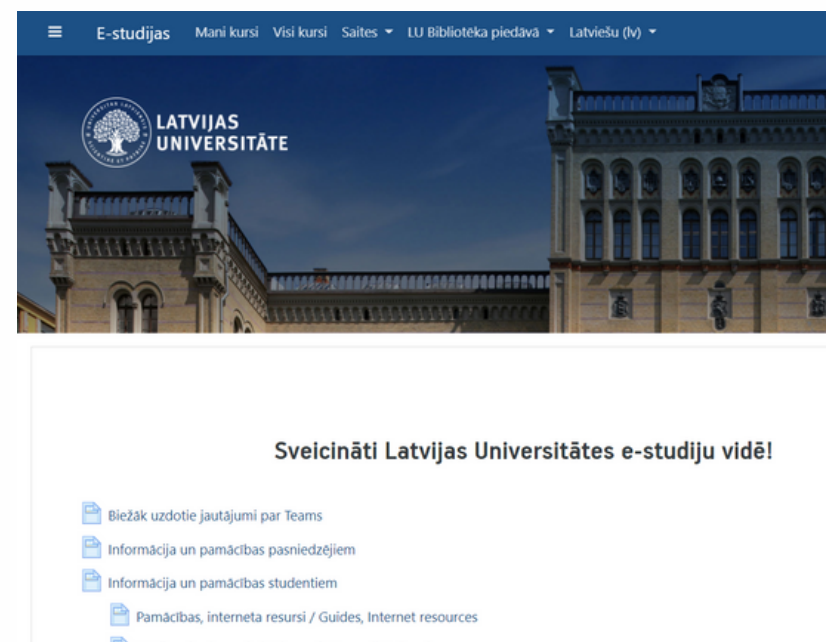 E-studijas Mani kursi Visi kursi Saites LU Bibliotēka piedāvā Latviešu (lv)
LATVIJAS
UNIVERSITĀTE
Sveicināti Latvijas Universitātes e-studiju vidē!
Biežāk uzdotie jautājumi par Teams
Informācija un pamācības pasniedzējiem
Informācija un pamācības studentiem
Pamācības, interneta resursi / Guides, Internet resources